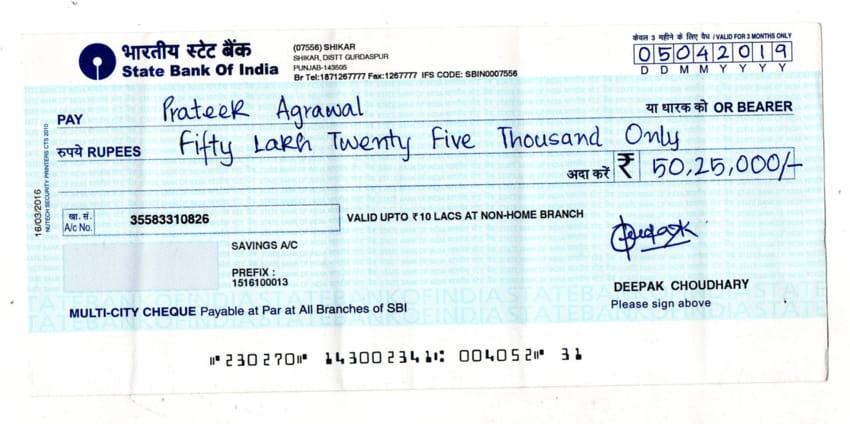 केवल 3 महीने के लिए वैध / VALID FOR 3 MONTHS ONLY
05042019
D D M M Y Y Y Y
भारतीय स्टेट बैंक
State Bank Of India
(07556) SHIKAR
SHIKAR, DISTT GURDASPUR
PUNJAB-143505
Br Tel:1871267777 Fax:1267777 IFS CODE: SBIN0007556
PAY Prateek Agrawal या धारक को OR BEARER
रुपये RUPEES Fifty Lakh Twenty Five Thousand Only
अदा करें ₹ 50,25,000/-
16/03/2016
NUTECH SECURITY PRINTERS CTS 2010
खा. सं.
A/c No. 35583310826
VALID UPTO ₹ 10 LACS AT NON-HOME BRANCH
SAVINGS A/C
PREFIX :
1516100013
Deepak
DEEPAK CHOUDHARY
Please sign above
MULTI-CITY CHEQUE Payable at Par at All Branches of SBI
⑈230270⑈ 143002341⑆ 004052⑈ 31